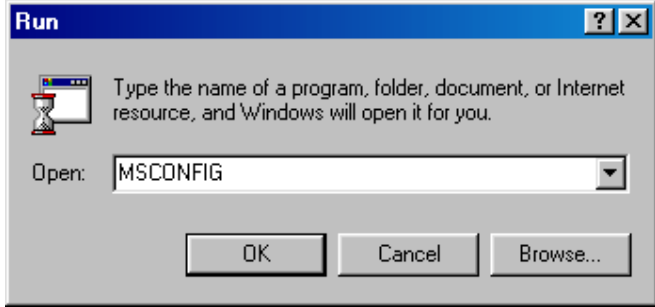 Run
Type the name of a program, folder, document, or Internet
resource, and Windows will open it for you.
Open: MSCONFIG
OK Cancel Browse...